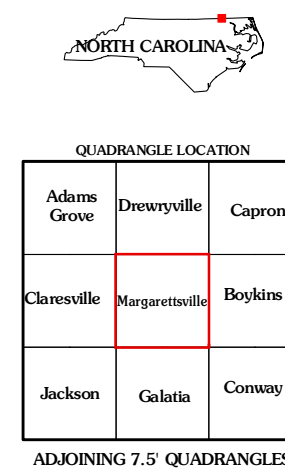 NORTH CAROLINA
QUADRANGLE LOCATION
Adams
Grove
Drewryville
Capron
Claresville
Margarettsville
Boykins
Jackson
Galatia
Conway
ADJOINING 7.5' QUADRANGLES